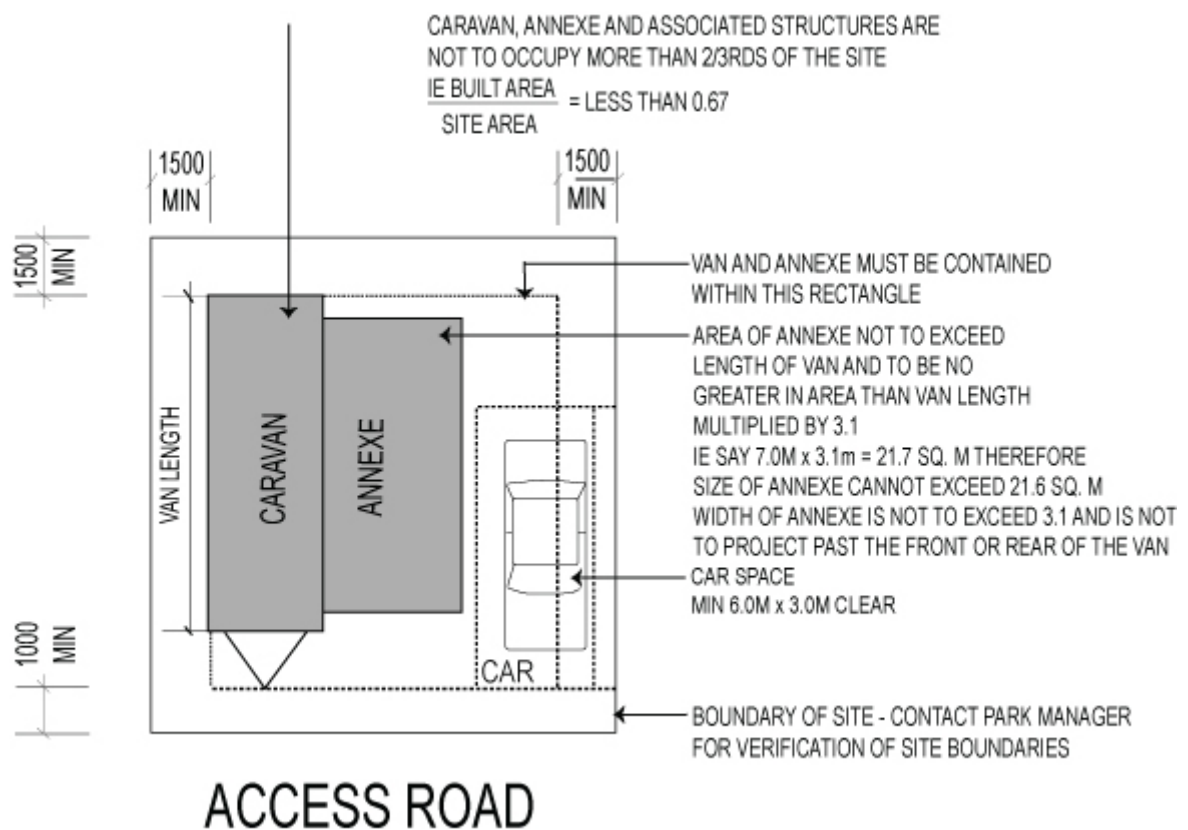 CARAVAN, ANNEXE AND ASSOCIATED STRUCTURES ARE
NOT TO OCCUPY MORE THAN 2/3RDS OF THE SITE
IE BUILT AREA
= LESS THAN 0.67
SITE AREA
1500
MIN
1500
MIN
1500
MIN
VAN AND ANNEXE MUST BE CONTAINED
WITHIN THIS RECTANGLE
AREA OF ANNEXE NOT TO EXCEED
LENGTH OF VAN AND TO BE NO
GREATER IN AREA THAN VAN LENGTH
MULTIPLIED BY 3.1
IE SAY 7.0M x 3.1m = 21.7 SQ. M THEREFORE
SIZE OF ANNEXE CANNOT EXCEED 21.6 SQ. M
WIDTH OF ANNEXE IS NOT TO EXCEED 3.1 AND IS NOT
TO PROJECT PAST THE FRONT OR REAR OF THE VAN
CAR SPACE
MIN 6.0M x 3.0M CLEAR
VAN LENGTH
CARAVAN
ANNEXE
CAR
1000
MIN
BOUNDARY OF SITE - CONTACT PARK MANAGER
FOR VERIFICATION OF SITE BOUNDARIES
ACCESS ROAD